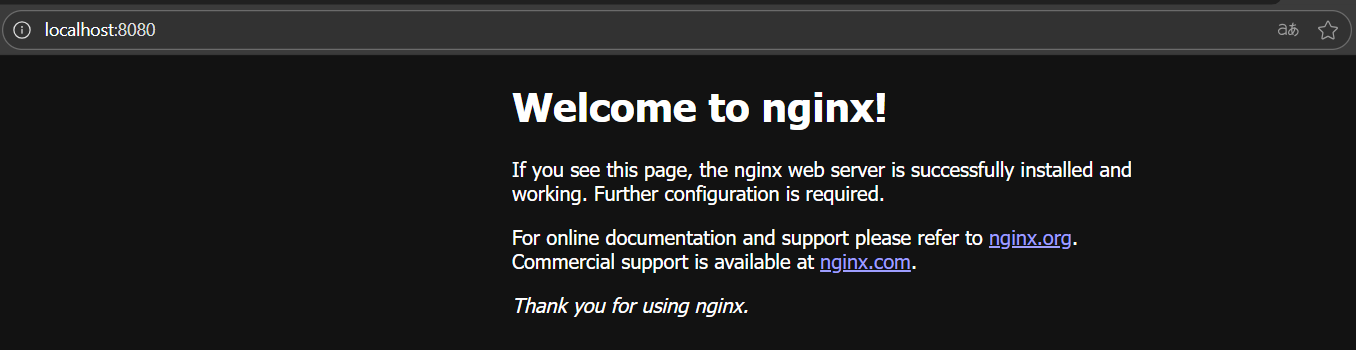 localhost:8080
aあ
Welcome to nginx!
If you see this page, the nginx web server is successfully installed and
working. Further configuration is required.
For online documentation and support please refer to nginx.org.
Commercial support is available at nginx.com.
Thank you for using nginx.